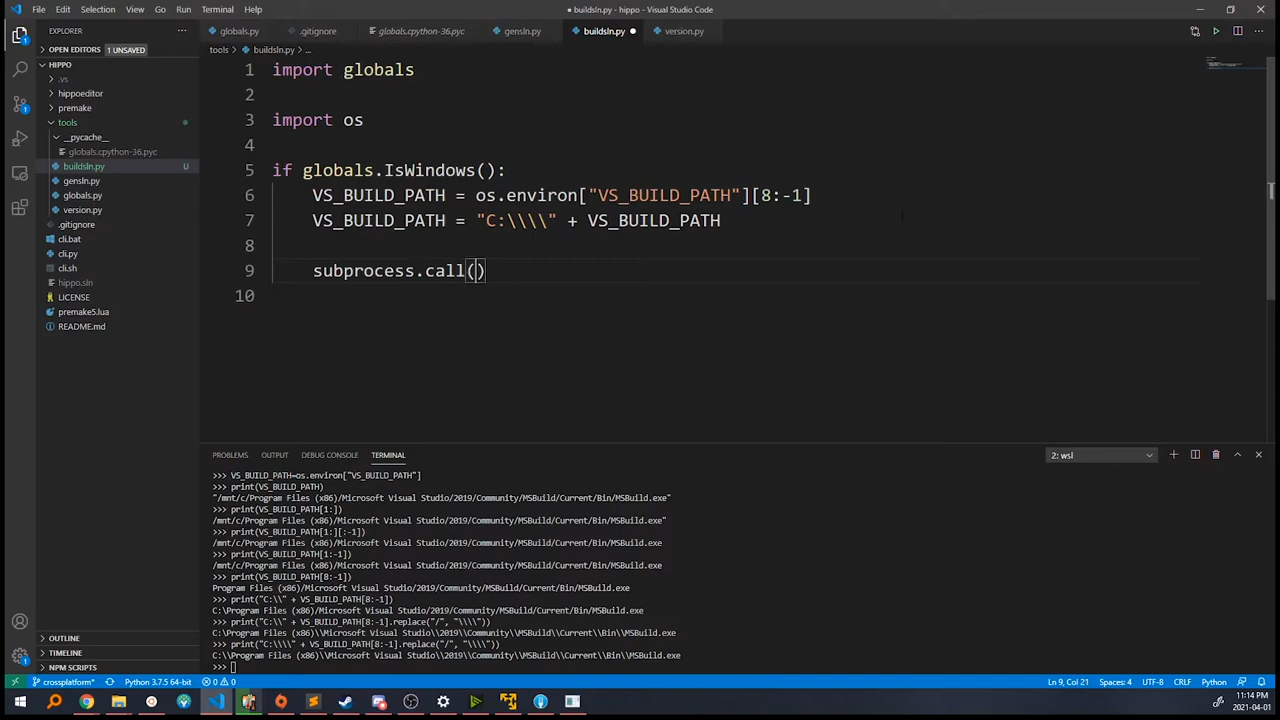 File Edit Selection View Go Run Terminal Help
● buildsln.py - hippo - Visual Studio Code
EXPLORER ···
globals.py .gitignore globals.cpython-36.pyc gensln.py buildsln.py ● version.py
OPEN EDITORS 1 UNSAVED
tools > buildsln.py > ...
HIPPO
.vs
hippoeditor
premake
tools
__pycache__
globals.cpython-36.pyc
buildsln.py U
gensln.py
globals.py
version.py
.gitignore
cli.bat
cli.py
cli.sh
hippo.sln
LICENSE
premake5.lua
README.md
OUTLINE
TIMELINE
NPM SCRIPTS
1 import globals
2
3 import os
4
5 if globals.IsWindows():
6 VS_BUILD_PATH = os.environ["VS_BUILD_PATH"][8:-1]
7 VS_BUILD_PATH = "C:\\\\" + VS_BUILD_PATH
8
9 subprocess.call()
10
PROBLEMS OUTPUT DEBUG CONSOLE TERMINAL 2: wsl
>>> VS_BUILD_PATH=os.environ["VS_BUILD_PATH"]
>>> print(VS_BUILD_PATH)
"/mnt/c/Program Files (x86)/Microsoft Visual Studio/2019/Community/MSBuild/Current/Bin/MSBuild.exe"
>>> print(VS_BUILD_PATH[1:])
/mnt/c/Program Files (x86)/Microsoft Visual Studio/2019/Community/MSBuild/Current/Bin/MSBuild.exe"
>>> print(VS_BUILD_PATH[1:][:-1])
/mnt/c/Program Files (x86)/Microsoft Visual Studio/2019/Community/MSBuild/Current/Bin/MSBuild.exe
>>> print(VS_BUILD_PATH[1:-1])
/mnt/c/Program Files (x86)/Microsoft Visual Studio/2019/Community/MSBuild/Current/Bin/MSBuild.exe
>>> print(VS_BUILD_PATH[8:-1])
Program Files (x86)/Microsoft Visual Studio/2019/Community/MSBuild/Current/Bin/MSBuild.exe
>>> print("C:\\" + VS_BUILD_PATH[8:-1])
C:\Program Files (x86)/Microsoft Visual Studio/2019/Community/MSBuild/Current/Bin/MSBuild.exe
>>> print("C:\\" + VS_BUILD_PATH[8:-1].replace("/", "\\\\"))
C:\Program Files (x86)\\Microsoft Visual Studio\\2019\\Community\\MSBuild\\Current\\Bin\\MSBuild.exe
>>> print("C:\\\\" + VS_BUILD_PATH[8:-1].replace("/", "\\\\"))
C:\\Program Files (x86)\\Microsoft Visual Studio\\2019\\Community\\MSBuild\\Current\\Bin\\MSBuild.exe
>>>
crossplatform* Python 3.7.5 64-bit 0 0 Ln 9, Col 21 Spaces: 4 UTF-8 CRLF Python
11:14 PM
2021-04-01